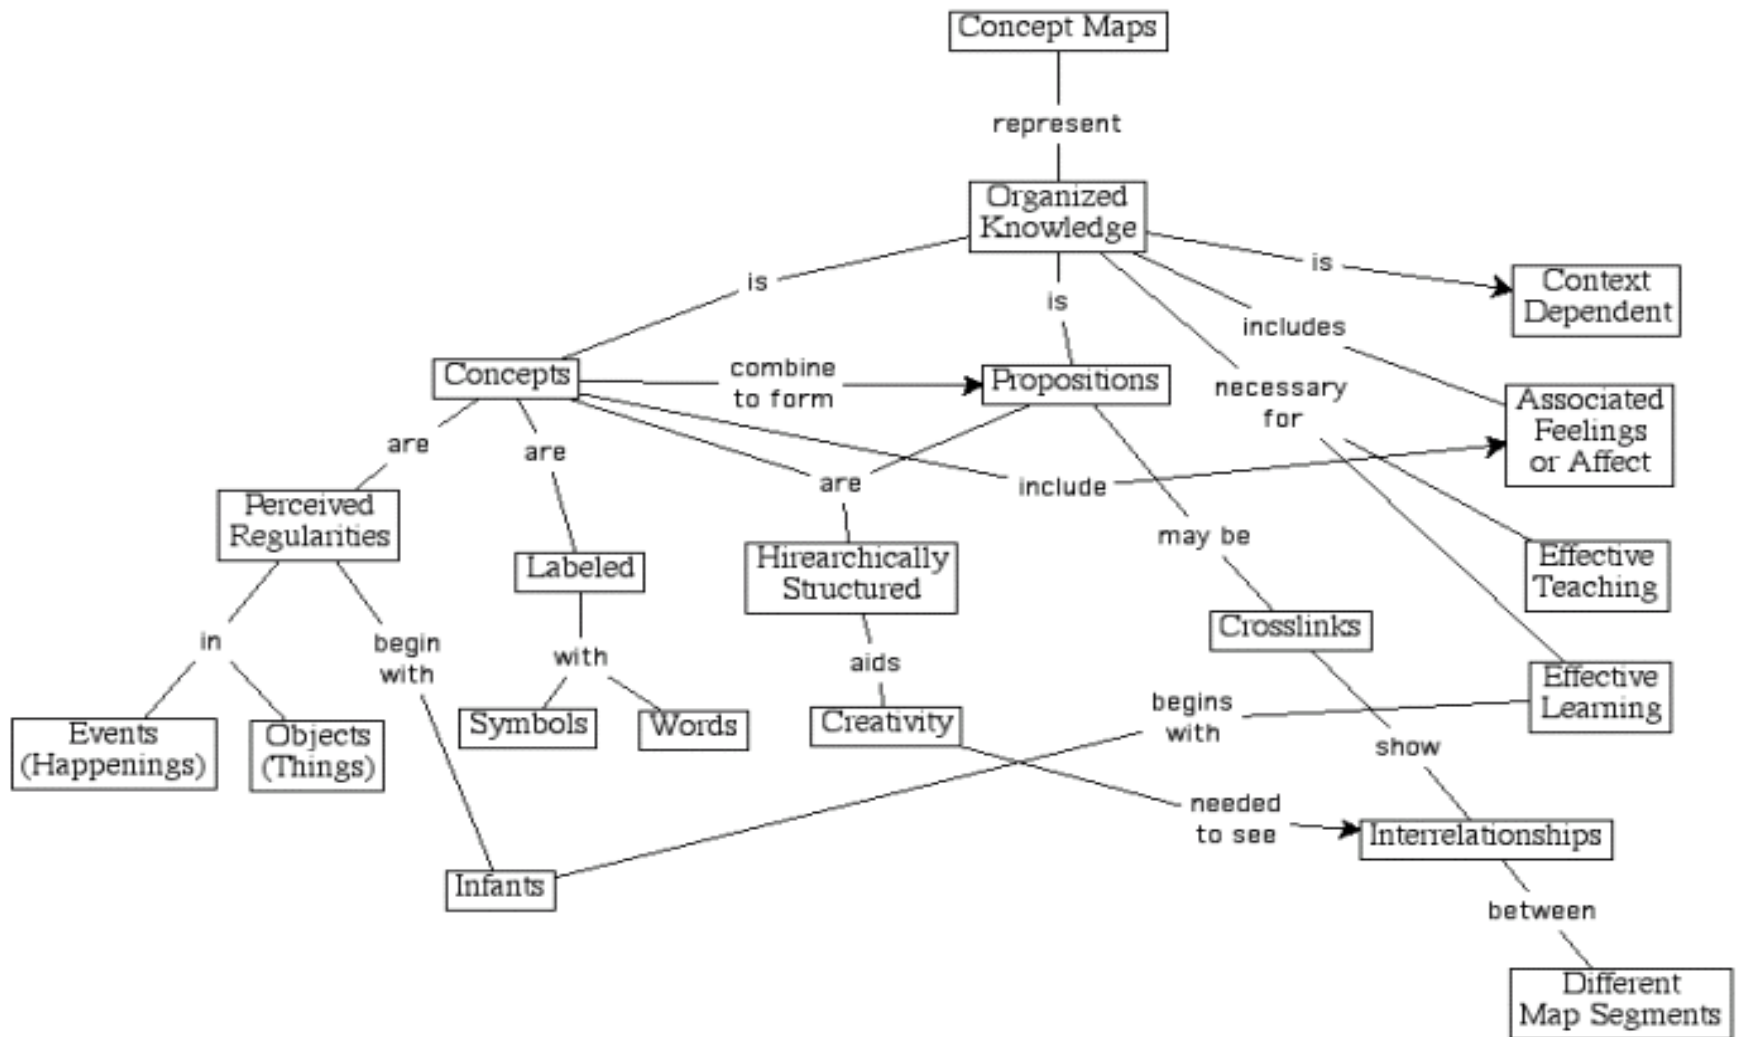 Concept Maps
represent
Organized
Knowledge
is
is
is
Context
Dependent
includes
Concepts
combine
to form
Propositions
necessary
for
Associated
Feelings
or Affect
are
are
are
include
Perceived
Regularities
Labeled
Hirearchically
Structured
may be
Effective
Teaching
Crosslinks
in
begin
with
with
aids
Effective
Learning
Events
(Happenings)
Objects
(Things)
Symbols
Words
Creativity
begins
with
show
needed
to see
Interrelationships
Infants
between
Different
Map Segments